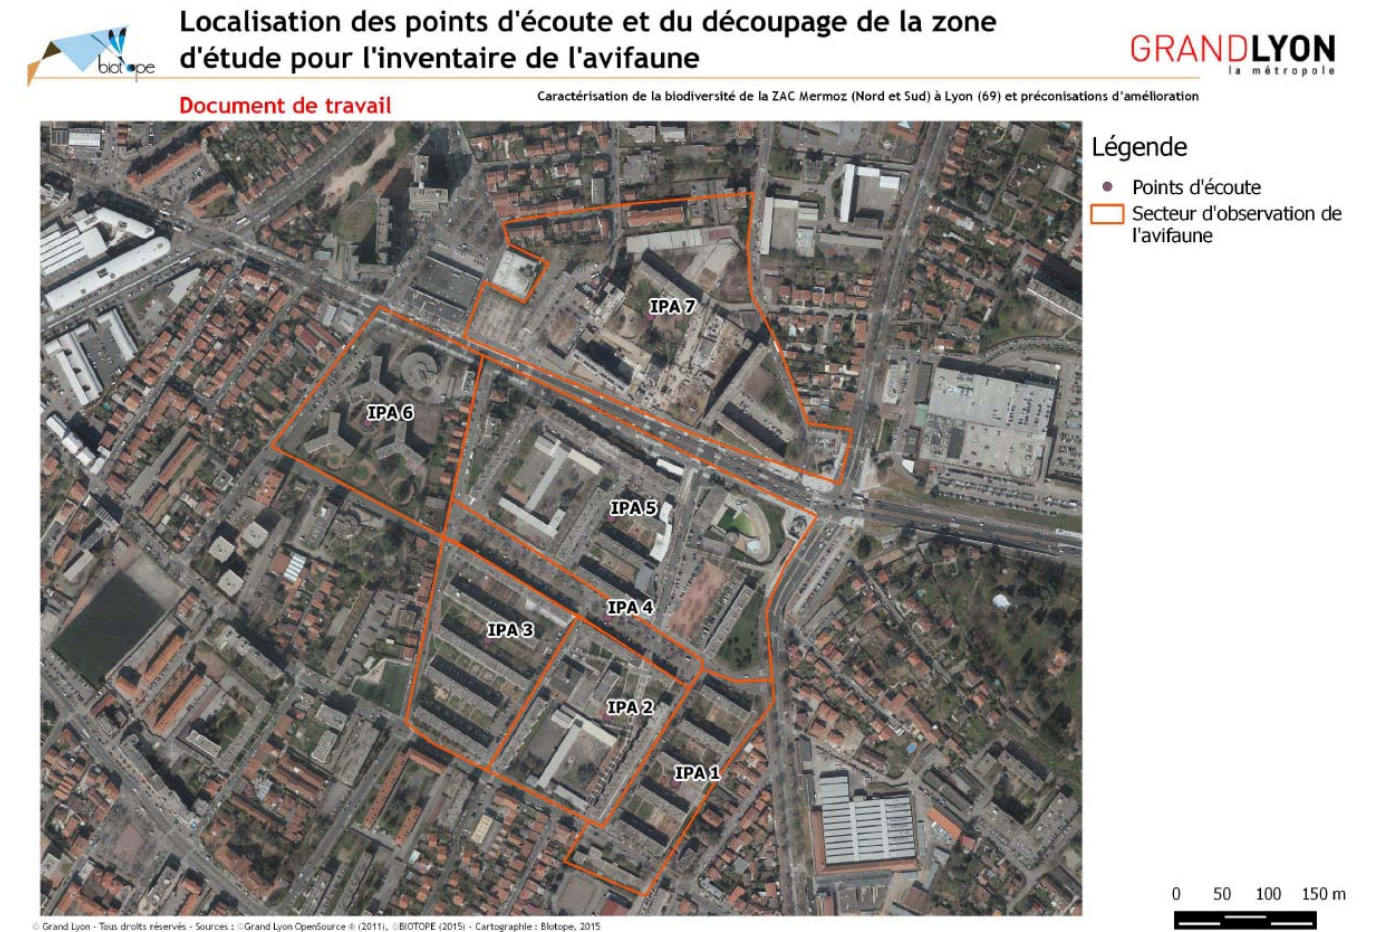 Localisation des points d'écoute et du découpage de la zone
d'étude pour l'inventaire de l'avifaune
biotope
GRANDLYON
la métropole
Document de travail
Caractérisation de la biodiversité de la ZAC Mermoz (Nord et Sud) à Lyon (69) et préconisations d'amélioration
Légende
Points d'écoute
Secteur d'observation de
l'avifaune
IPA 7
IPA 6
IPA 5
IPA 4
IPA 3
IPA 2
IPA 1
0 50 100 150 m
© Grand Lyon - Tous droits réservés - Sources : ©Grand Lyon OpenSource ® (2011), ©BIOTOPE (2015) - Cartographie : Biotope, 2015